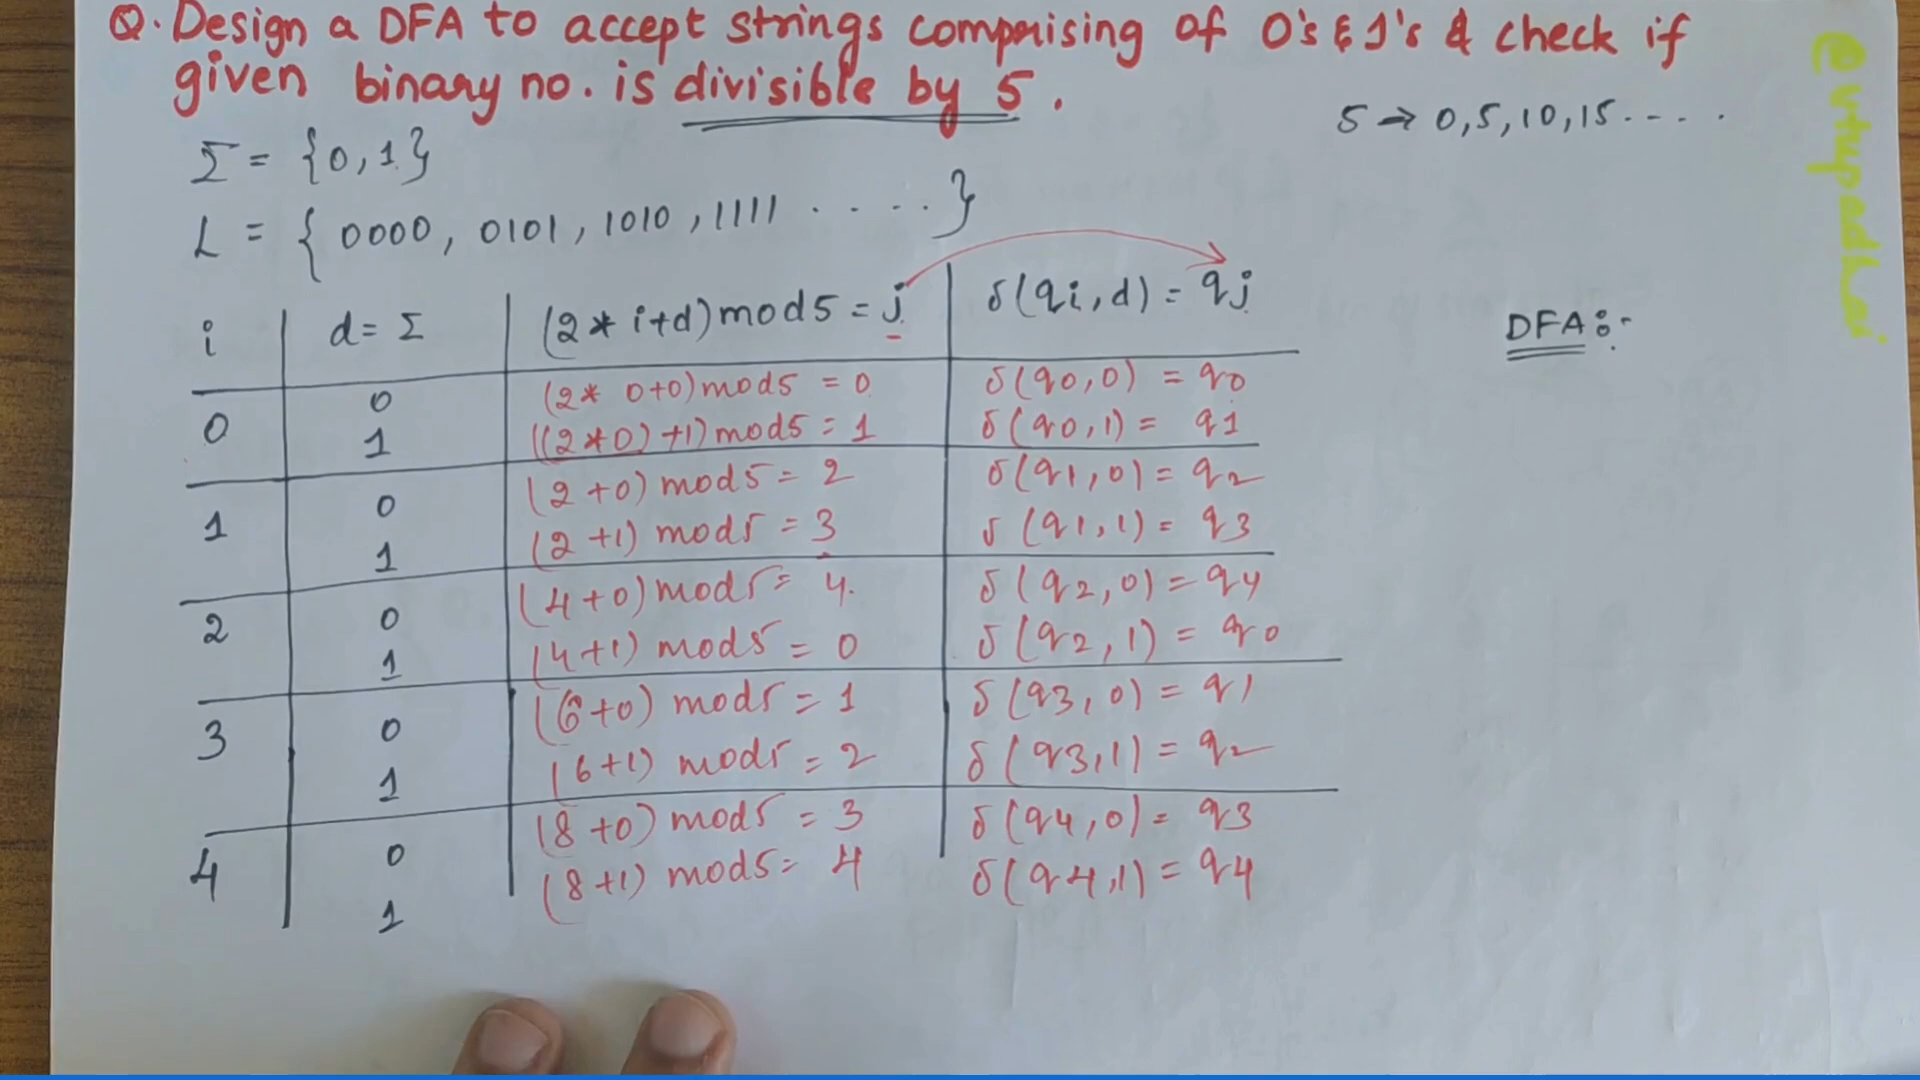 Q. Design a DFA to accept strings comprising of 0's & 1's & check if
given binary no. is divisible by 5.
5 → 0,5,10,15.....
Σ = {0,1}
L = { 0000, 0101, 1010, 1111 ..... }
i | d = Σ | (2 * i+d) mod 5 = j | δ(qi,d) = qj
DFA:-
0 | 0 | (2* 0+0) mod 5 = 0 | δ(q0,0) = q0
1 | ((2*0)+1) mod 5 = 1 | δ(q0,1) = q1
1 | 0 | (2+0) mod 5 = 2 | δ(q1,0) = q2
1 | (2+1) mod 5 = 3 | δ(q1,1) = q3
2 | 0 | (4+0) mod 5 = 4. | δ(q2,0) = q4
1 | (4+1) mod 5 = 0 | δ(q2,1) = q0
3 | 0 | (6+0) mod 5 = 1 | δ(q3,0) = q1
1 | (6+1) mod 5 = 2 | δ(q3,1) = q2
4 | 0 | (8+0) mod 5 = 3 | δ(q4,0) = q3
1 | (8+1) mod 5 = 4 | δ(q4,1) = q4
@vtupadhai